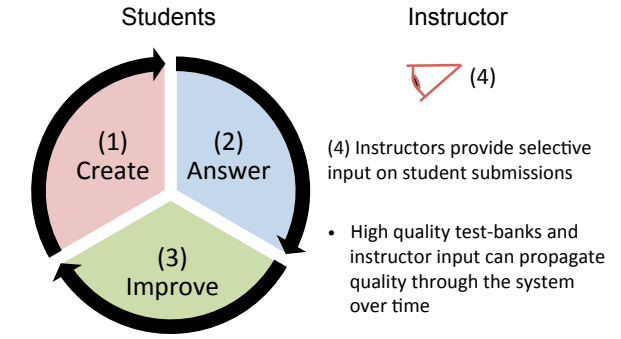 Students
Instructor
(1)
Create
(2)
Answer
(3)
Improve
(4)
(4) Instructors provide selective
input on student submissions
• High quality test-banks and
instructor input can propagate
quality through the system
over time